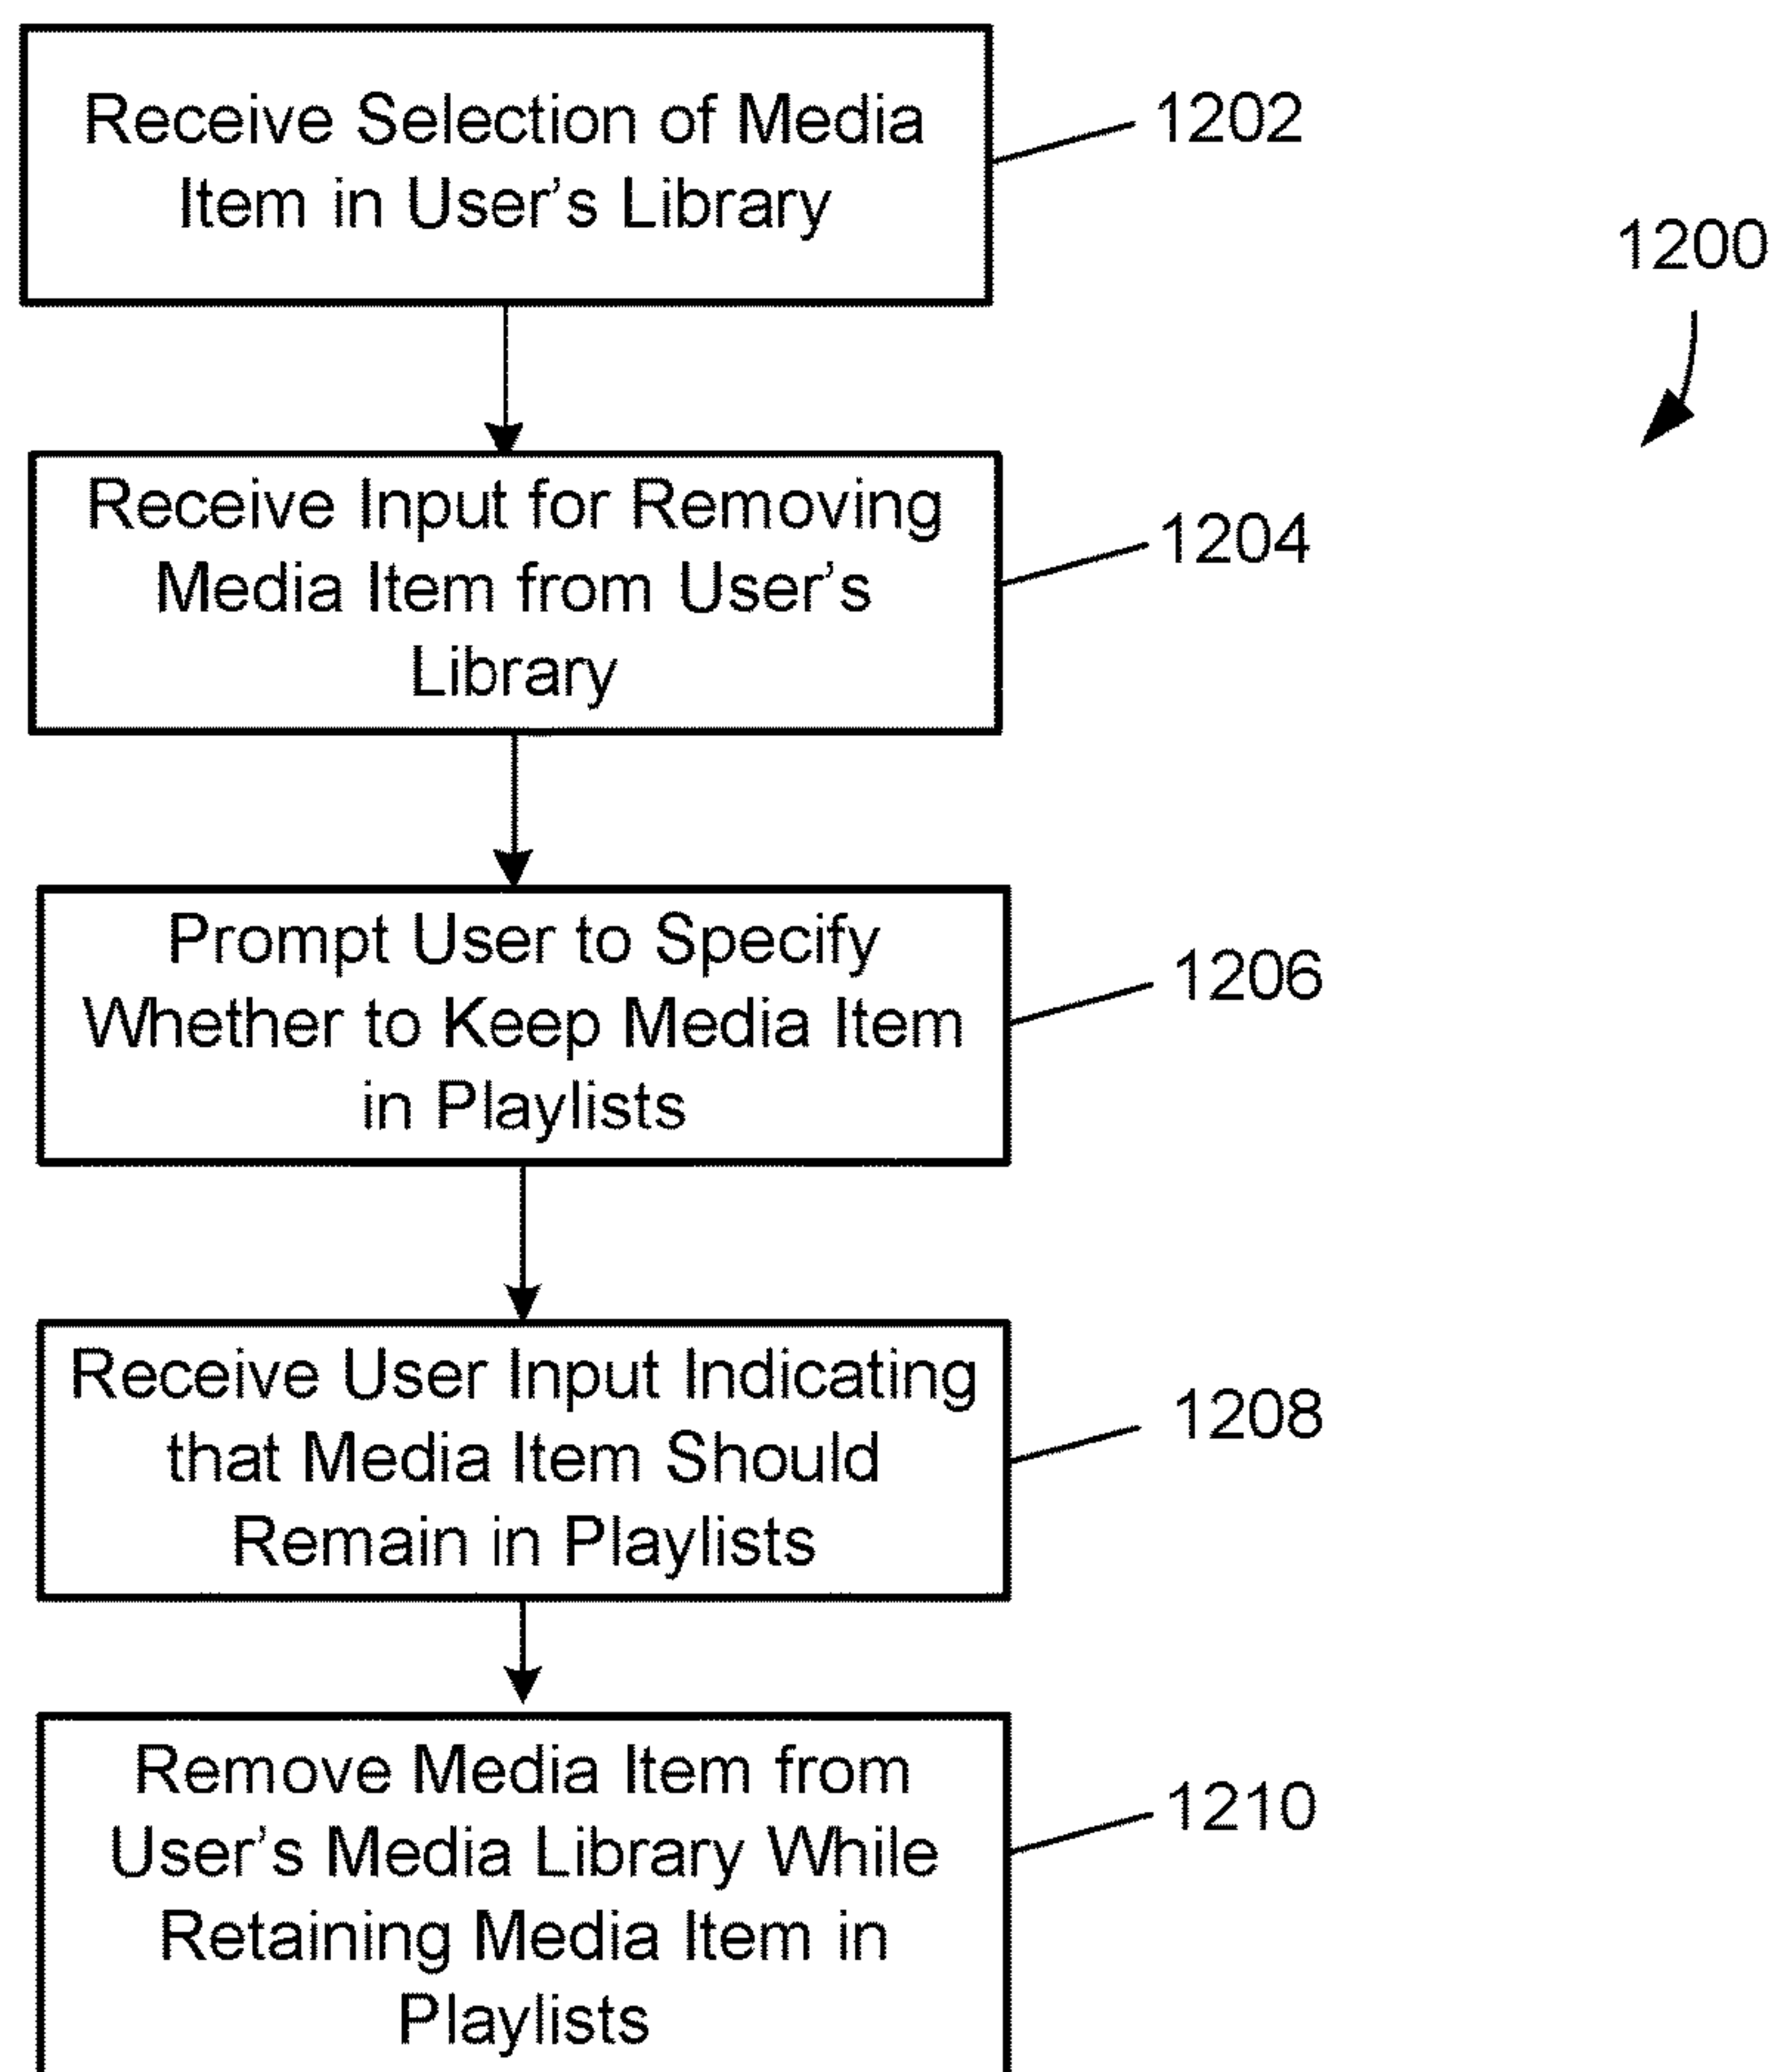 Receive Selection of Media
Item in User's Library
1202
1200
Receive Input for Removing
Media Item from User's
Library
1204
Prompt User to Specify
Whether to Keep Media Item
in Playlists
1206
Receive User Input Indicating
that Media Item Should
Remain in Playlists
1208
Remove Media Item from
User's Media Library While
Retaining Media Item in
Playlists
1210